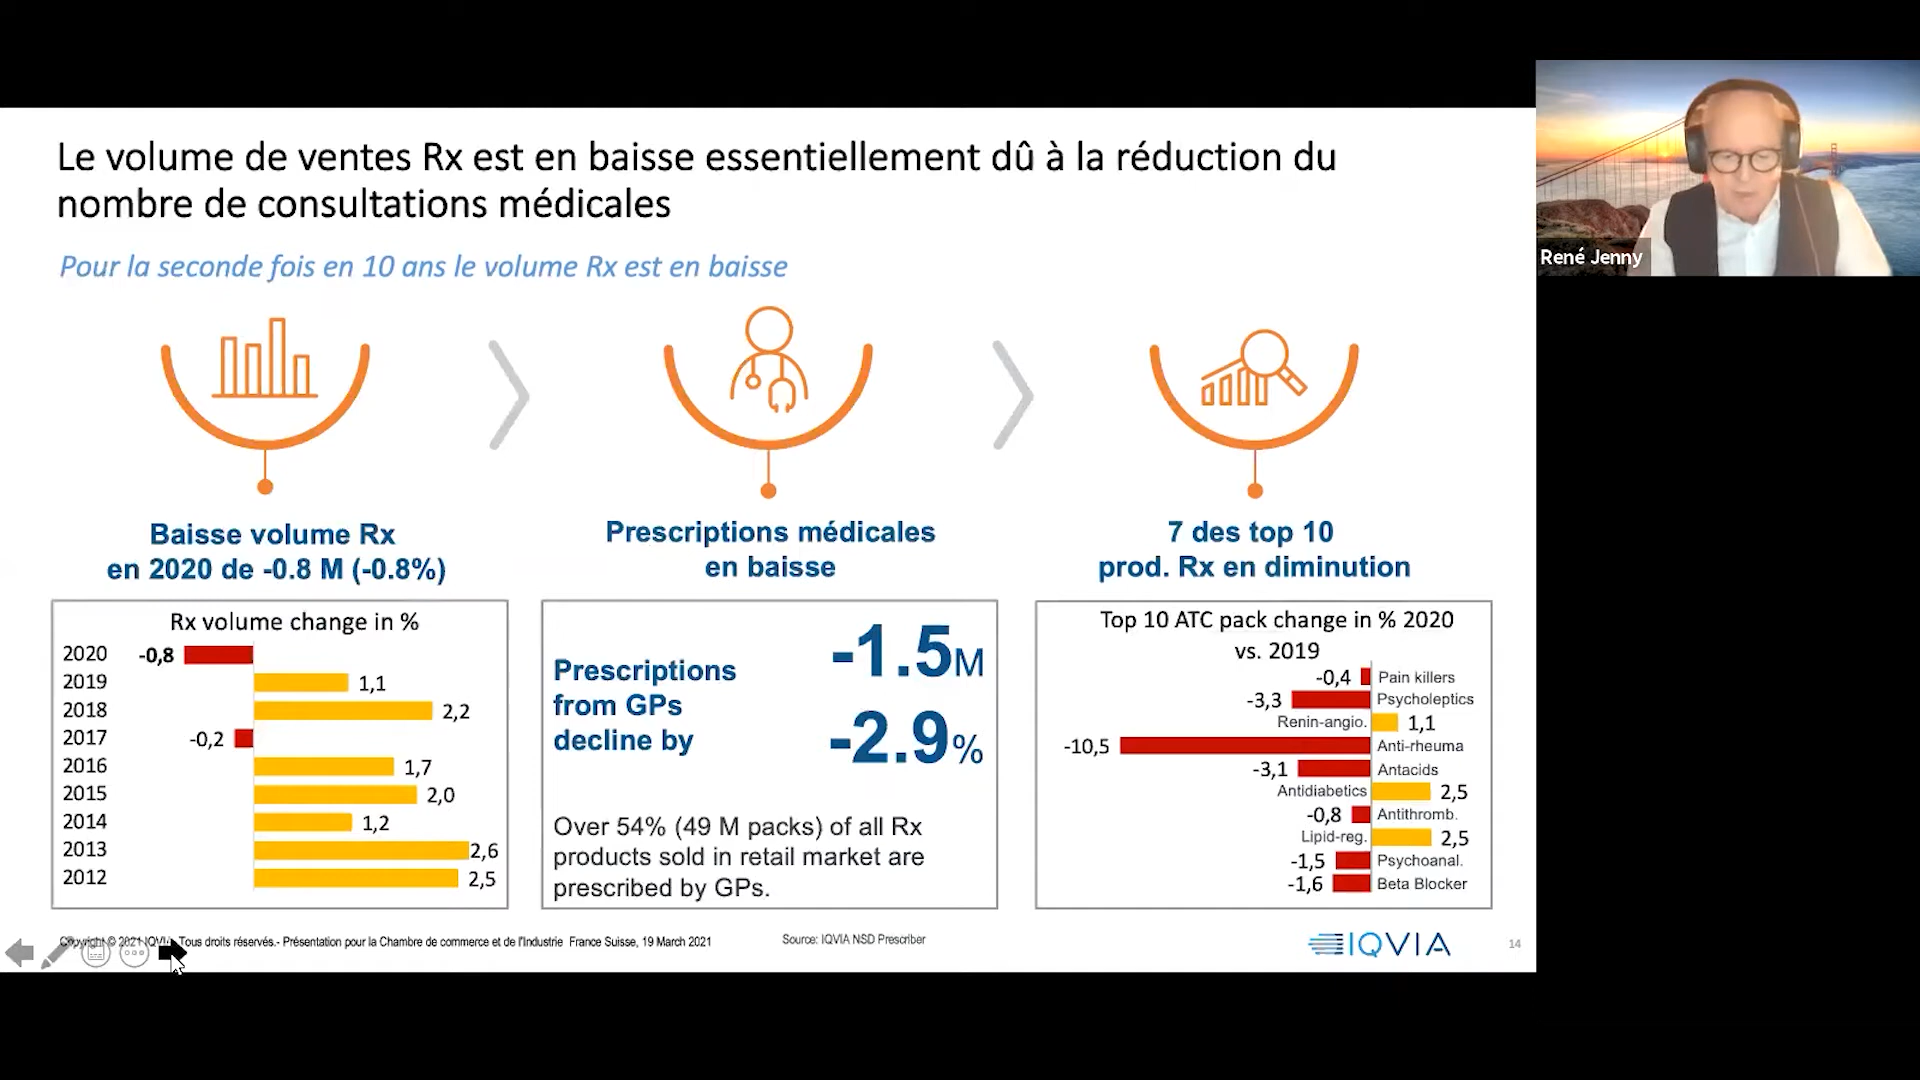 Le volume de ventes Rx est en baisse essentiellement dû à la réduction du
nombre de consultations médicales
Pour la seconde fois en 10 ans le volume Rx est en baisse
Baisse volume Rx
en 2020 de -0.8 M (-0.8%)
Rx volume change in %
2020 -0,8
2019 1,1
2018 2,2
2017 -0,2
2016 1,7
2015 2,0
2014 1,2
2013 2,6
2012 2,5
Prescriptions médicales
en baisse
Prescriptions
from GPs
decline by
-1.5M
-2.9%
Over 54% (49 M packs) of all Rx
products sold in retail market are
prescribed by GPs.
7 des top 10
prod. Rx en diminution
Top 10 ATC pack change in % 2020
vs. 2019
-0,4 Pain killers
-3,3 Psycholeptics
Renin-angio. 1,1
-10,5 Anti-rheuma
-3,1 Antacids
Antidiabetics 2,5
-0,8 Antithromb.
Lipid-reg. 2,5
-1,5 Psychoanal.
-1,6 Beta Blocker
Copyright © 2021 IQVIA. Tous droits réservés.- Présentation pour la Chambre de commerce et de l'Industrie France Suisse, 19 March 2021
Source: IQVIA NSD Prescriber
IQVIA
14
René Jenny